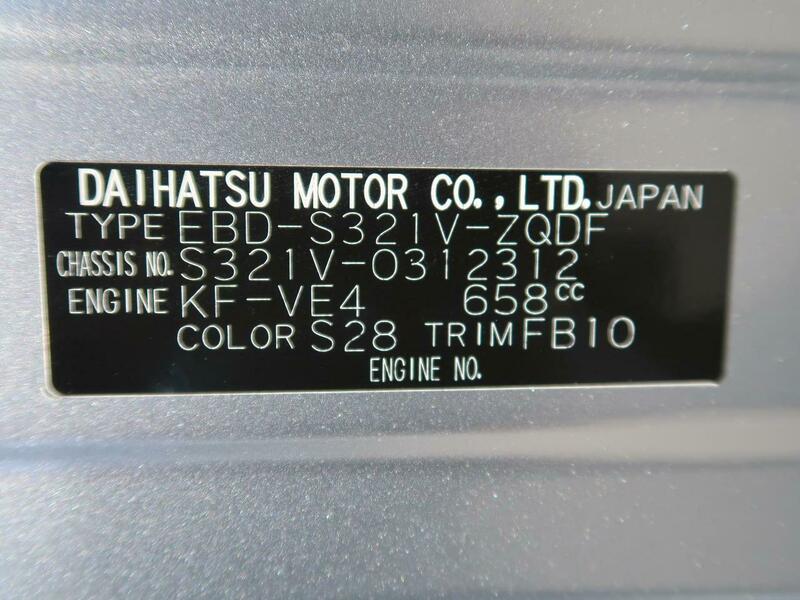 DAIHATSU MOTOR CO., LTD. JAPAN
TYPE EBD-S321V-ZQDF
CHASSIS NO. S321V-0312312
ENGINE KF-VE4 658CC
COLOR S28 TRIM FB10
ENGINE NO.